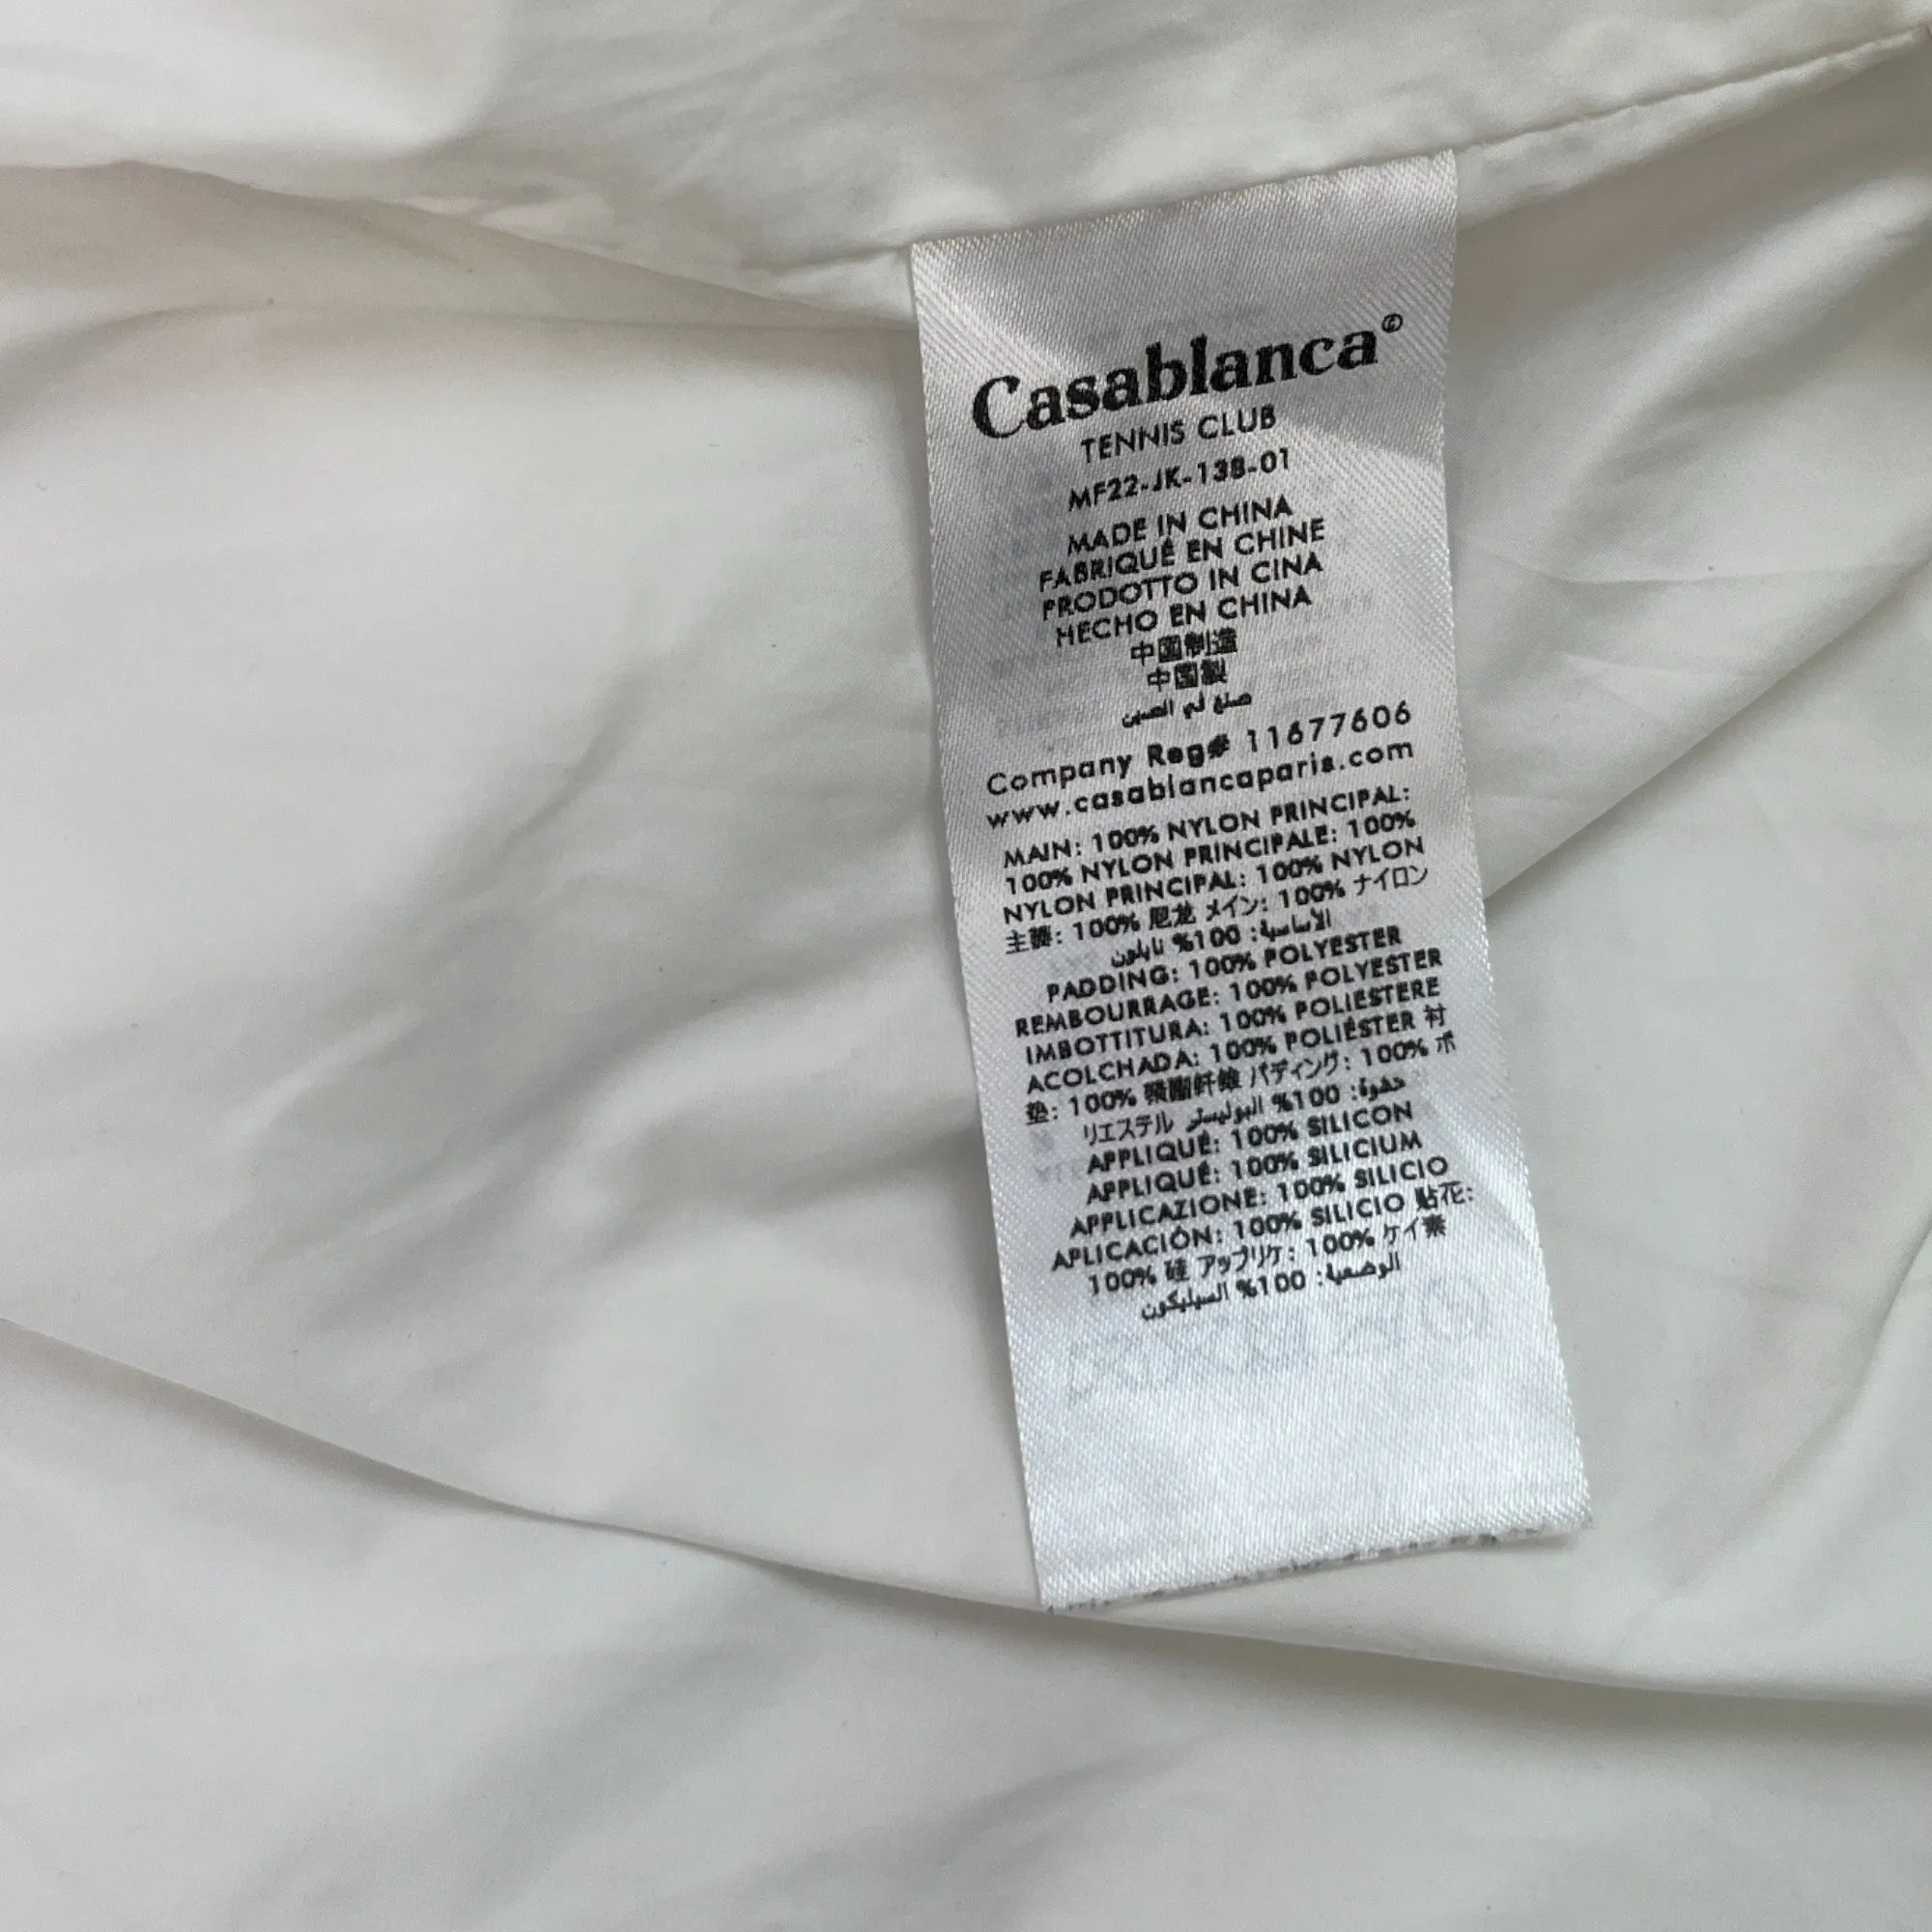 Casablanca©
TENNIS CLUB
MF22-JK-138-01
MADE IN CHINA
FABRIQUÉ EN CHINE
PRODOTTO IN CINA
HECHO EN CHINA
中国制造
中国製
صنع لم الصين
Company Reg# 11677606
www.casablancaparis.com
MAIN: 100% NYLON PRINCIPAL:
100% NYLON PRINCIPALE: 100%
NYLON PRINCIPAL: 100% NYLON
主要: 100% 尼龙 メイン: 100% ナイロン
الأساسية: 100% نايلون
PADDING: 100% POLYESTER
REMBOURRAGE: 100% POLYESTER
IMBOTTITURA: 100% POLIESTERE
ACOLCHADA: 100% POLIÉSTER 衬
垫: 100% 聚酯纤维 パディング: 100% ポ
リエステル حشوة: 100% البوليستر
APPLIQUE: 100% SILICON
APPLIQUÉ: 100% SILICIUM
APPLICAZIONE: 100% SILICIO
APLICACIÓN: 100% SILICIO 贴花:
100% 硅 アップリケ: 100% ケイ素
الوضعية: 100% السيليكون